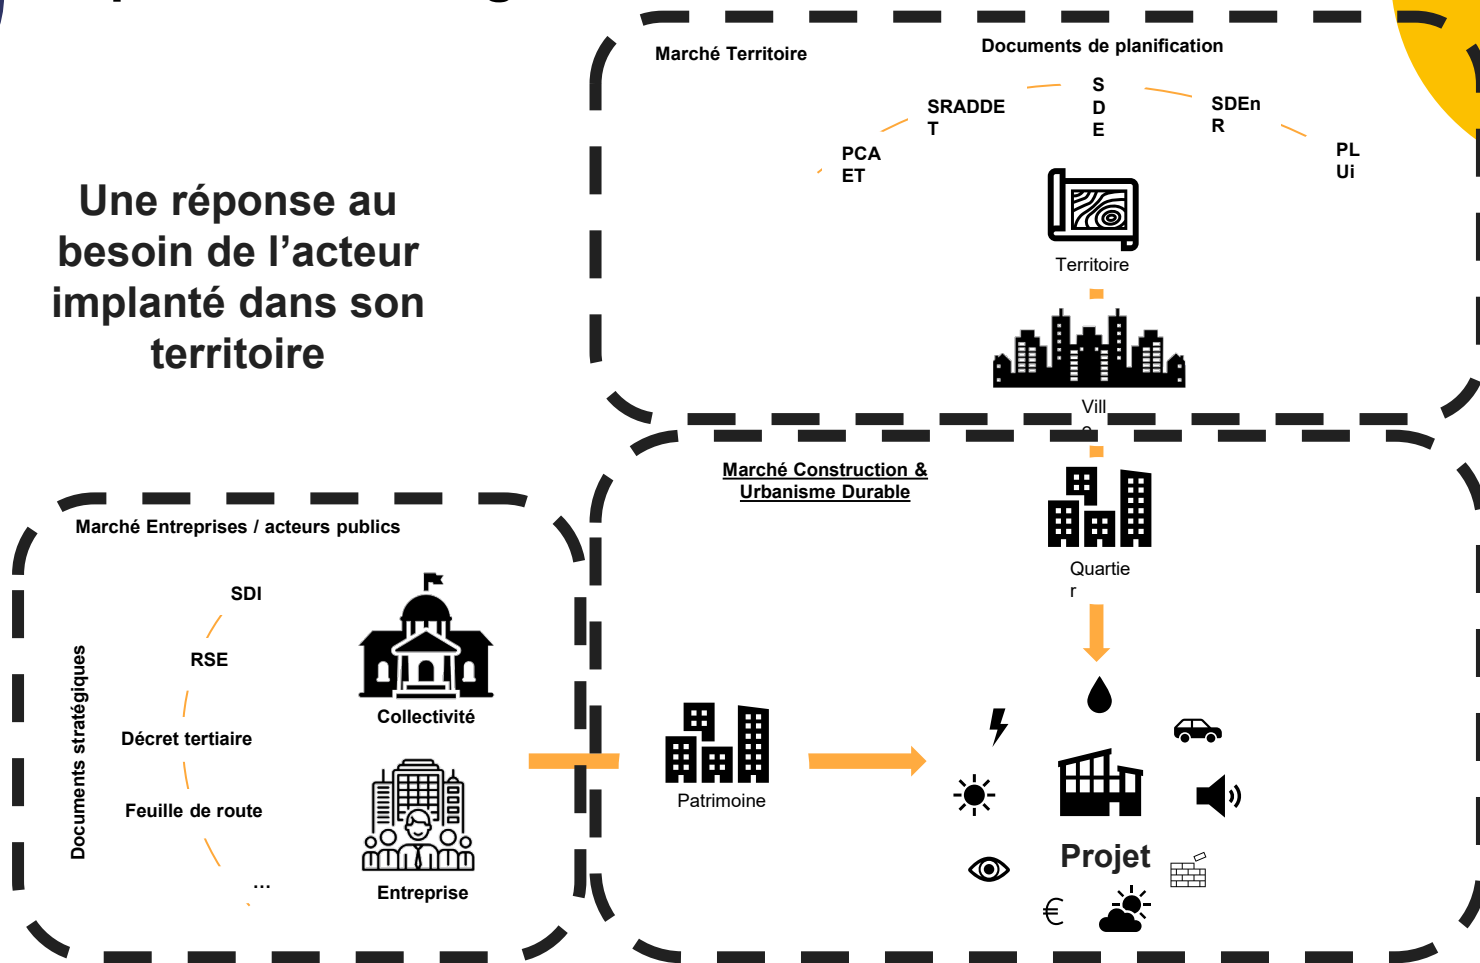 Marché Territoire
Documents de planification
S
D
E
SRADDE
T
SDEn
R
PCA
ET
PL
Ui
Territoire
Une réponse au
besoin de l’acteur
implanté dans son
territoire
Vill
Marché Construction &
Urbanisme Durable
Quartie
r
Marché Entreprises / acteurs publics
SDI
RSE
Décret tertiaire
Feuille de route
...
Documents stratégiques
Collectivité
Entreprise
Patrimoine
Projet
€